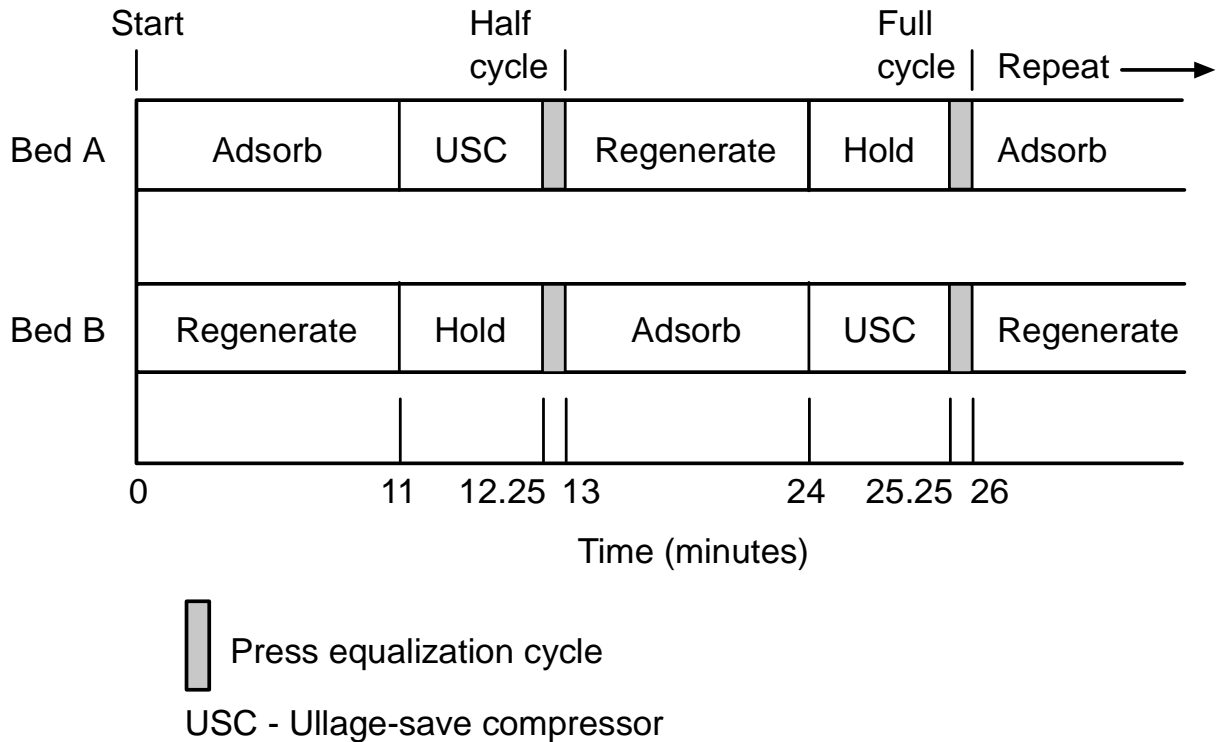 Start Half Full
cycle cycle Repeat
Bed A Adsorb USC Regenerate Hold Adsorb
Bed B Regenerate Hold Adsorb USC Regenerate
0 11 12.25 13 24 25.25 26
Time (minutes)
Press equalization cycle
USC - Ullage-save compressor